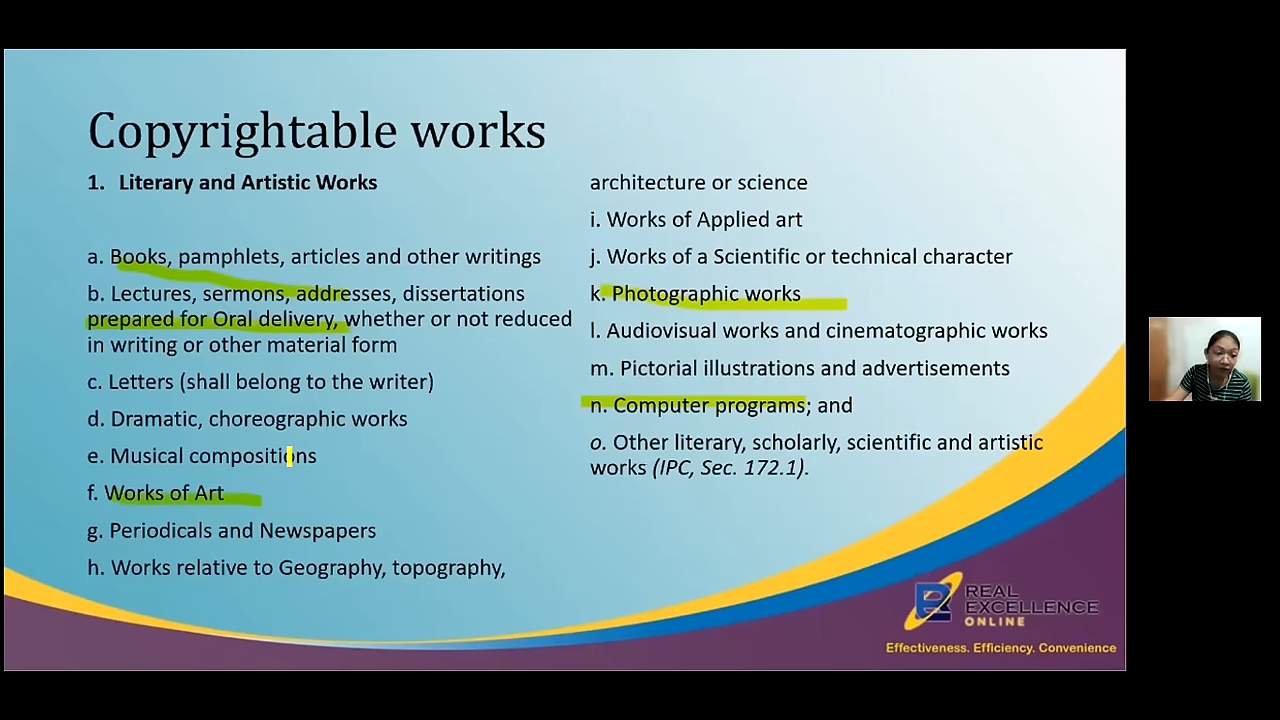 Copyrightable works
1. Literary and Artistic Works
a. Books, pamphlets, articles and other writings
b. Lectures, sermons, addresses, dissertations
prepared for Oral delivery, whether or not reduced
in writing or other material form
c. Letters (shall belong to the writer)
d. Dramatic, choreographic works
e. Musical compositions
f. Works of Art
g. Periodicals and Newspapers
h. Works relative to Geography, topography,
architecture or science
i. Works of Applied art
j. Works of a Scientific or technical character
k. Photographic works
l. Audiovisual works and cinematographic works
m. Pictorial illustrations and advertisements
n. Computer programs; and
o. Other literary, scholarly, scientific and artistic
works (IPC, Sec. 172.1).
REAL
EXCELLENCE
ONLINE
Effectiveness. Efficiency. Convenience